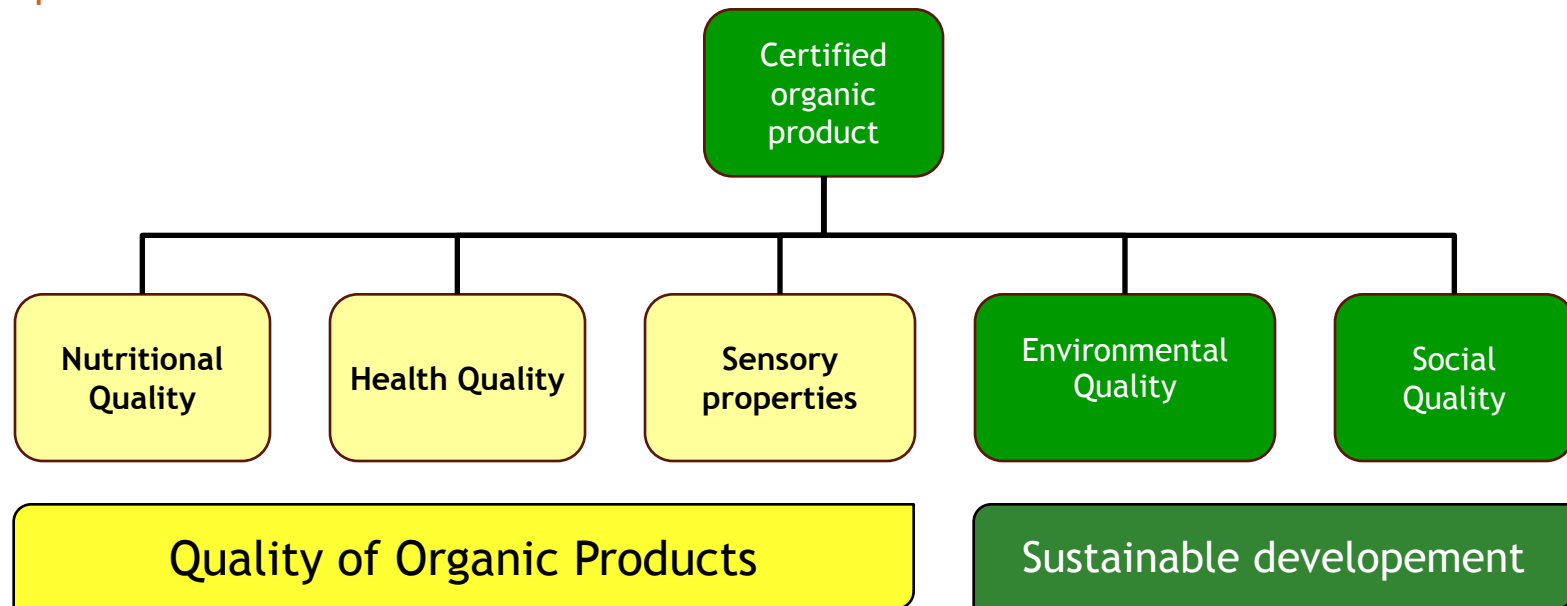 Certified
organic
product
Nutritional
Quality
Health Quality
Sensory
properties
Environmental
Quality
Social
Quality
Quality of Organic Products
Sustainable developement